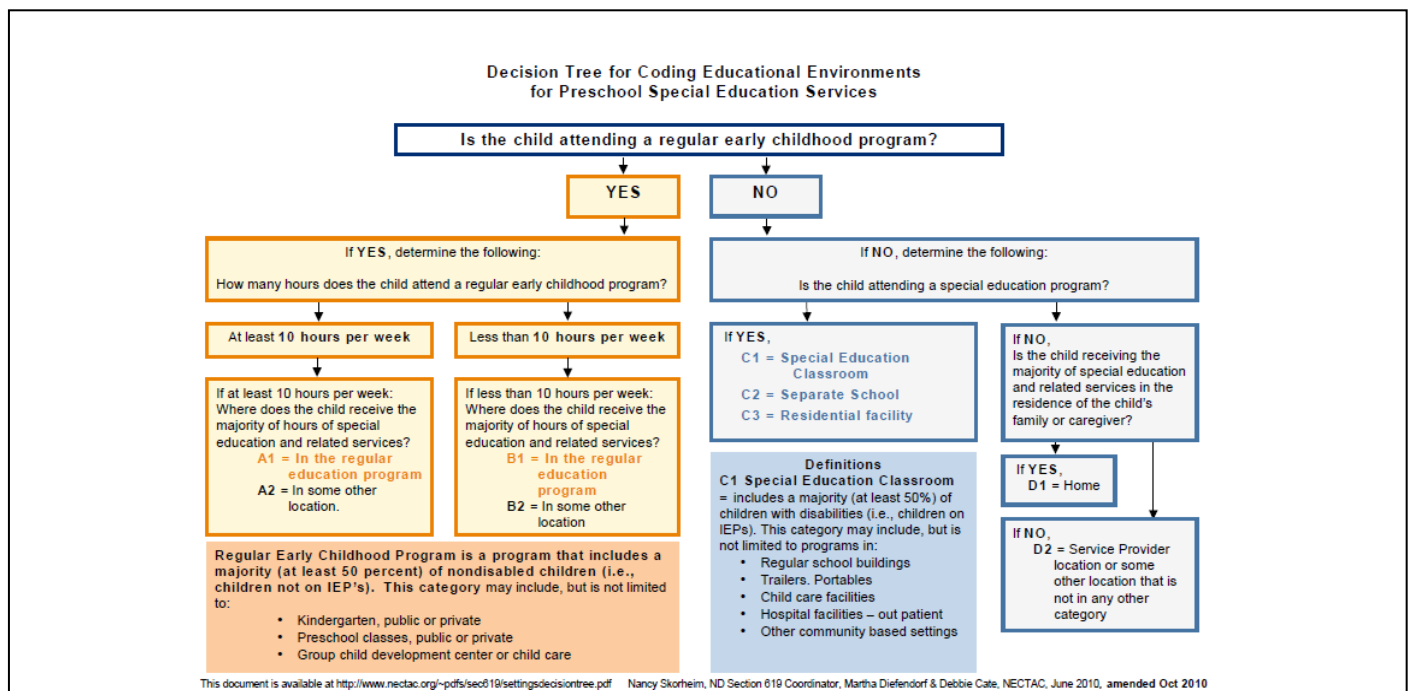 Decision Tree for Coding Educational Environments
for Preschool Special Education Services
Is the child attending a regular early childhood program?
YES
NO
If YES, determine the following:
How many hours does the child attend a regular early childhood program?
If NO, determine the following:
Is the child attending a special education program?
At least 10 hours per week
Less than 10 hours per week
If at least 10 hours per week:
Where does the child receive the
majority of hours of special
education and related services?
A1 = In the regular
education program
A2 = In some other
location.
If less than 10 hours per week:
Where does the child receive the
majority of hours of special
education and related services?
B1 = In the regular
education
program
B2 = In some other
location
Regular Early Childhood Program is a program that includes a
majority (at least 50 percent) of nondisabled children (i.e.,
children not on IEP's). This category may include, but is not limited
to:
• Kindergarten, public or private
• Preschool classes, public or private
• Group child development center or child care
If YES,
C1 = Special Education
Classroom
C2 = Separate School
C3 = Residential facility
Definitions
C1 Special Education Classroom
= includes a majority (at least 50%) of
children with disabilities (i.e., children on
IEPs). This category may include, but is
not limited to programs in:
• Regular school buildings
• Trailers. Portables
• Child care facilities
• Hospital facilities – out patient
• Other community based settings
If NO,
Is the child receiving the
majority of special education
and related services in the
residence of the child's
family or caregiver?
If YES,
D1 = Home
If NO,
D2 = Service Provider
location or some
other location that is
not in any other
category
This document is available at http://www.nectac.org/~pdfs/sec619/settingsdecisiontree.pdf Nancy Skorheim, ND Section 619 Coordinator, Martha Diefendorf & Debbie Cate, NECTAC, June 2010, amended Oct 2010